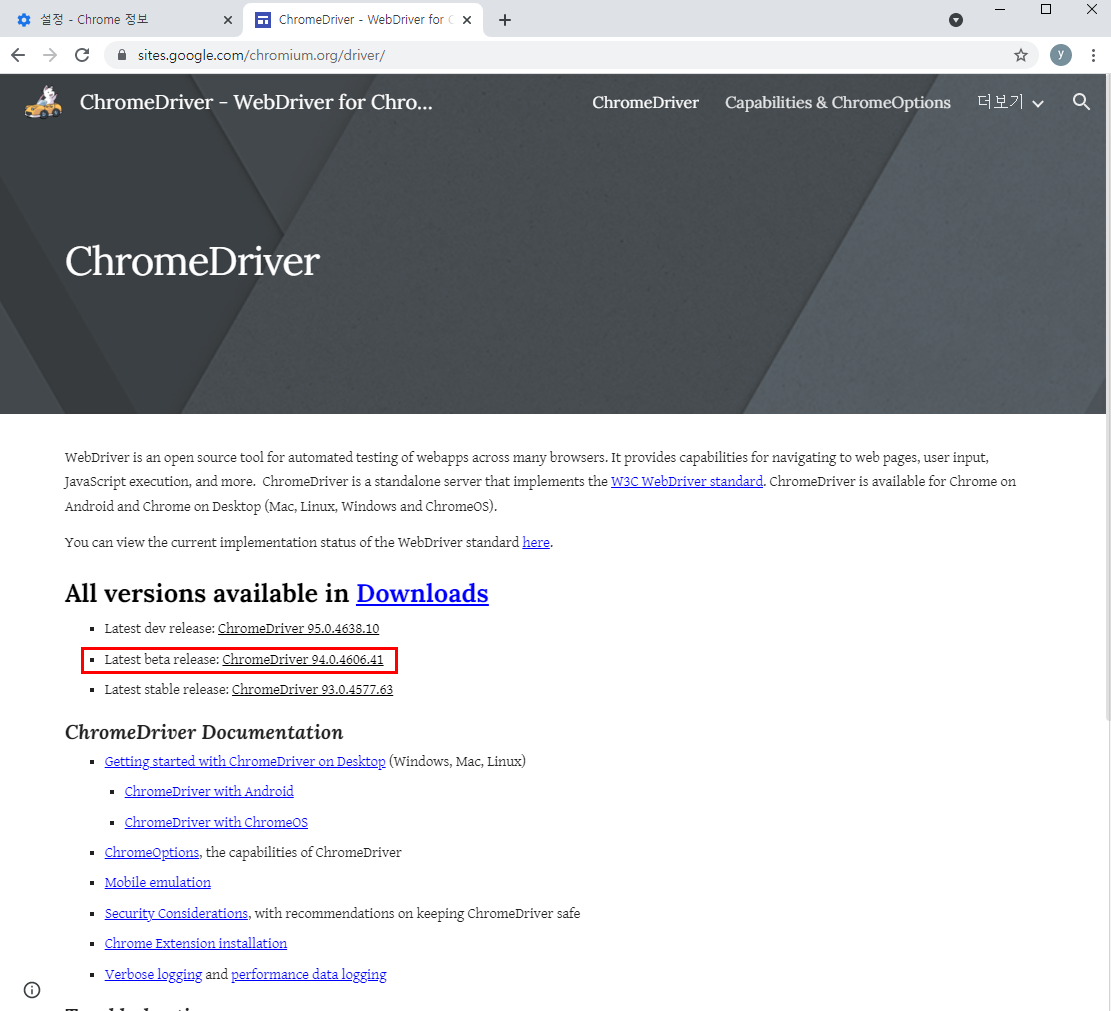 설정 - Chrome 정보
ChromeDriver - WebDriver for C
sites.google.com/chromium.org/driver/
y
ChromeDriver - WebDriver for Chro...
ChromeDriver
Capabilities & ChromeOptions
더보기
ChromeDriver
WebDriver is an open source tool for automated testing of webapps across many browsers. It provides capabilities for navigating to web pages, user input,
JavaScript execution, and more. ChromeDriver is a standalone server that implements the W3C WebDriver standard. ChromeDriver is available for Chrome on
Android and Chrome on Desktop (Mac, Linux, Windows and ChromeOS).
You can view the current implementation status of the WebDriver standard here.
All versions available in Downloads
Latest dev release: ChromeDriver 95.0.4638.10
Latest beta release: ChromeDriver 94.0.4606.41
Latest stable release: ChromeDriver 93.0.4577.63
ChromeDriver Documentation
Getting started with ChromeDriver on Desktop (Windows, Mac, Linux)
ChromeDriver with Android
ChromeDriver with ChromeOS
ChromeOptions, the capabilities of ChromeDriver
Mobile emulation
Security Considerations, with recommendations on keeping ChromeDriver safe
Chrome Extension installation
Verbose logging and performance data logging